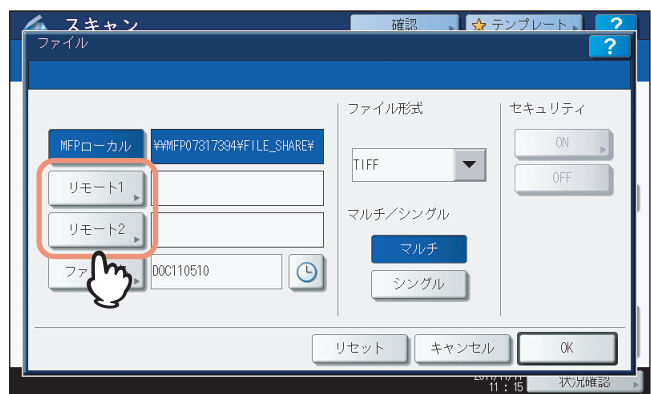 スキャン
確認
テンプレート
?
ファイル
?
ファイル形式
セキュリティ
MFPローカル
¥¥MFP07317394¥FILE_SHARE¥
ON
TIFF
リモート1
OFF
マルチ／シングル
リモート2
マルチ
DOC110510
シングル
リセット
キャンセル
OK
11：15
状況確認